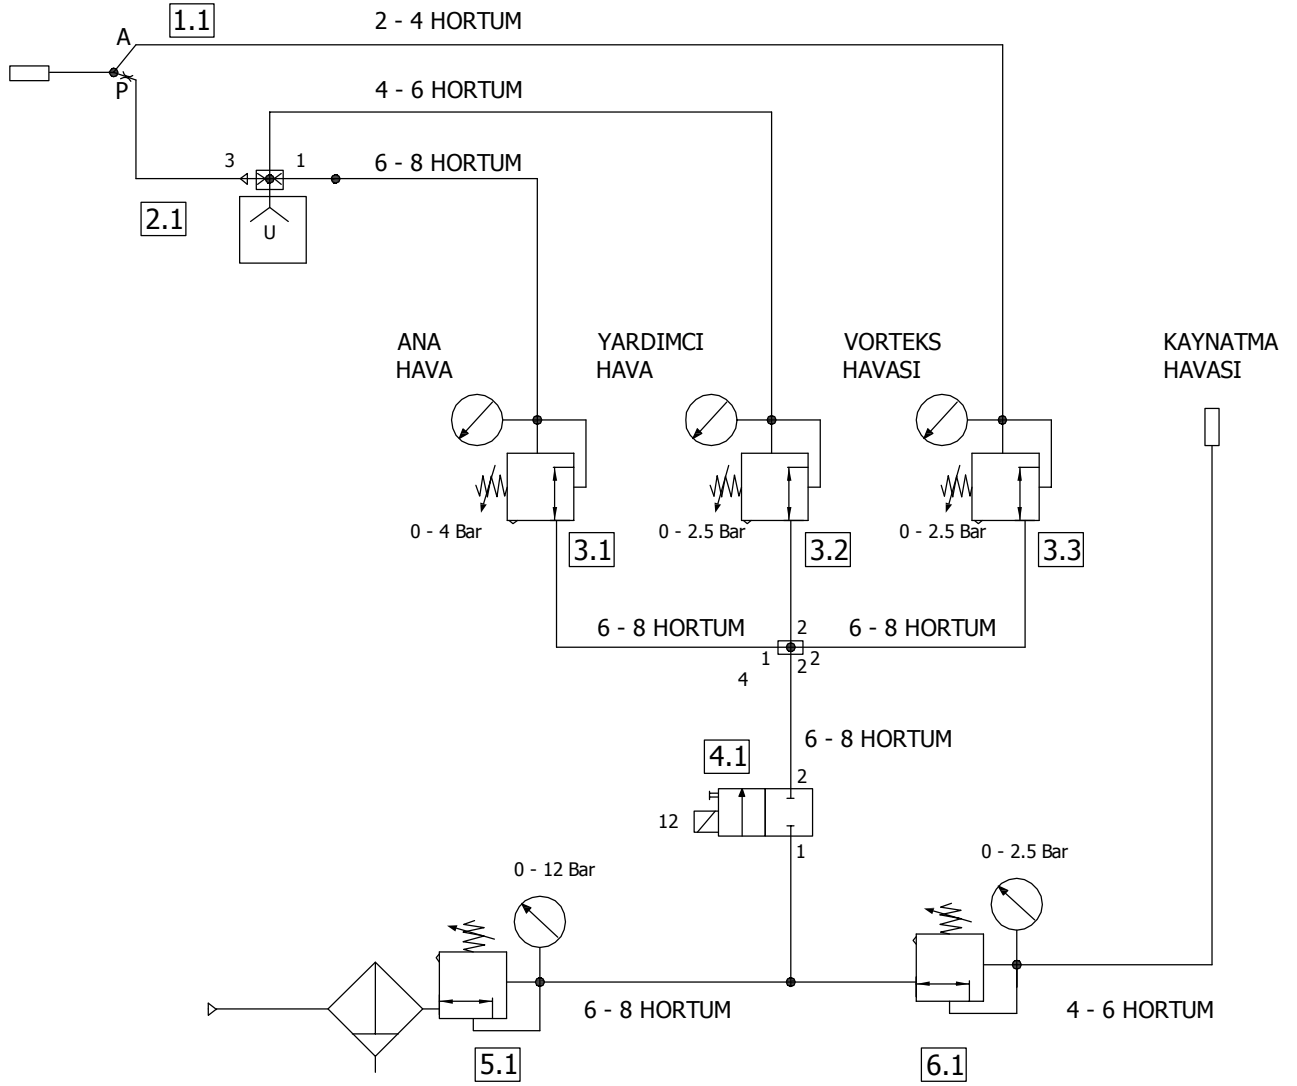 1.1
2 - 4 HORTUM
A
P
4 - 6 HORTUM
3
1
6 - 8 HORTUM
2.1
U
ANA
HAVA
YARDIMCI
HAVA
VORTEKS
HAVASI
KAYNATMA
HAVASI
0 - 4 Bar
3.1
0 - 2.5 Bar
3.2
0 - 2.5 Bar
3.3
6 - 8 HORTUM
2
6 - 8 HORTUM
1
2
2
4
4.1
6 - 8 HORTUM
2
12
1
0 - 12 Bar
0 - 2.5 Bar
6 - 8 HORTUM
4 - 6 HORTUM
5.1
6.1